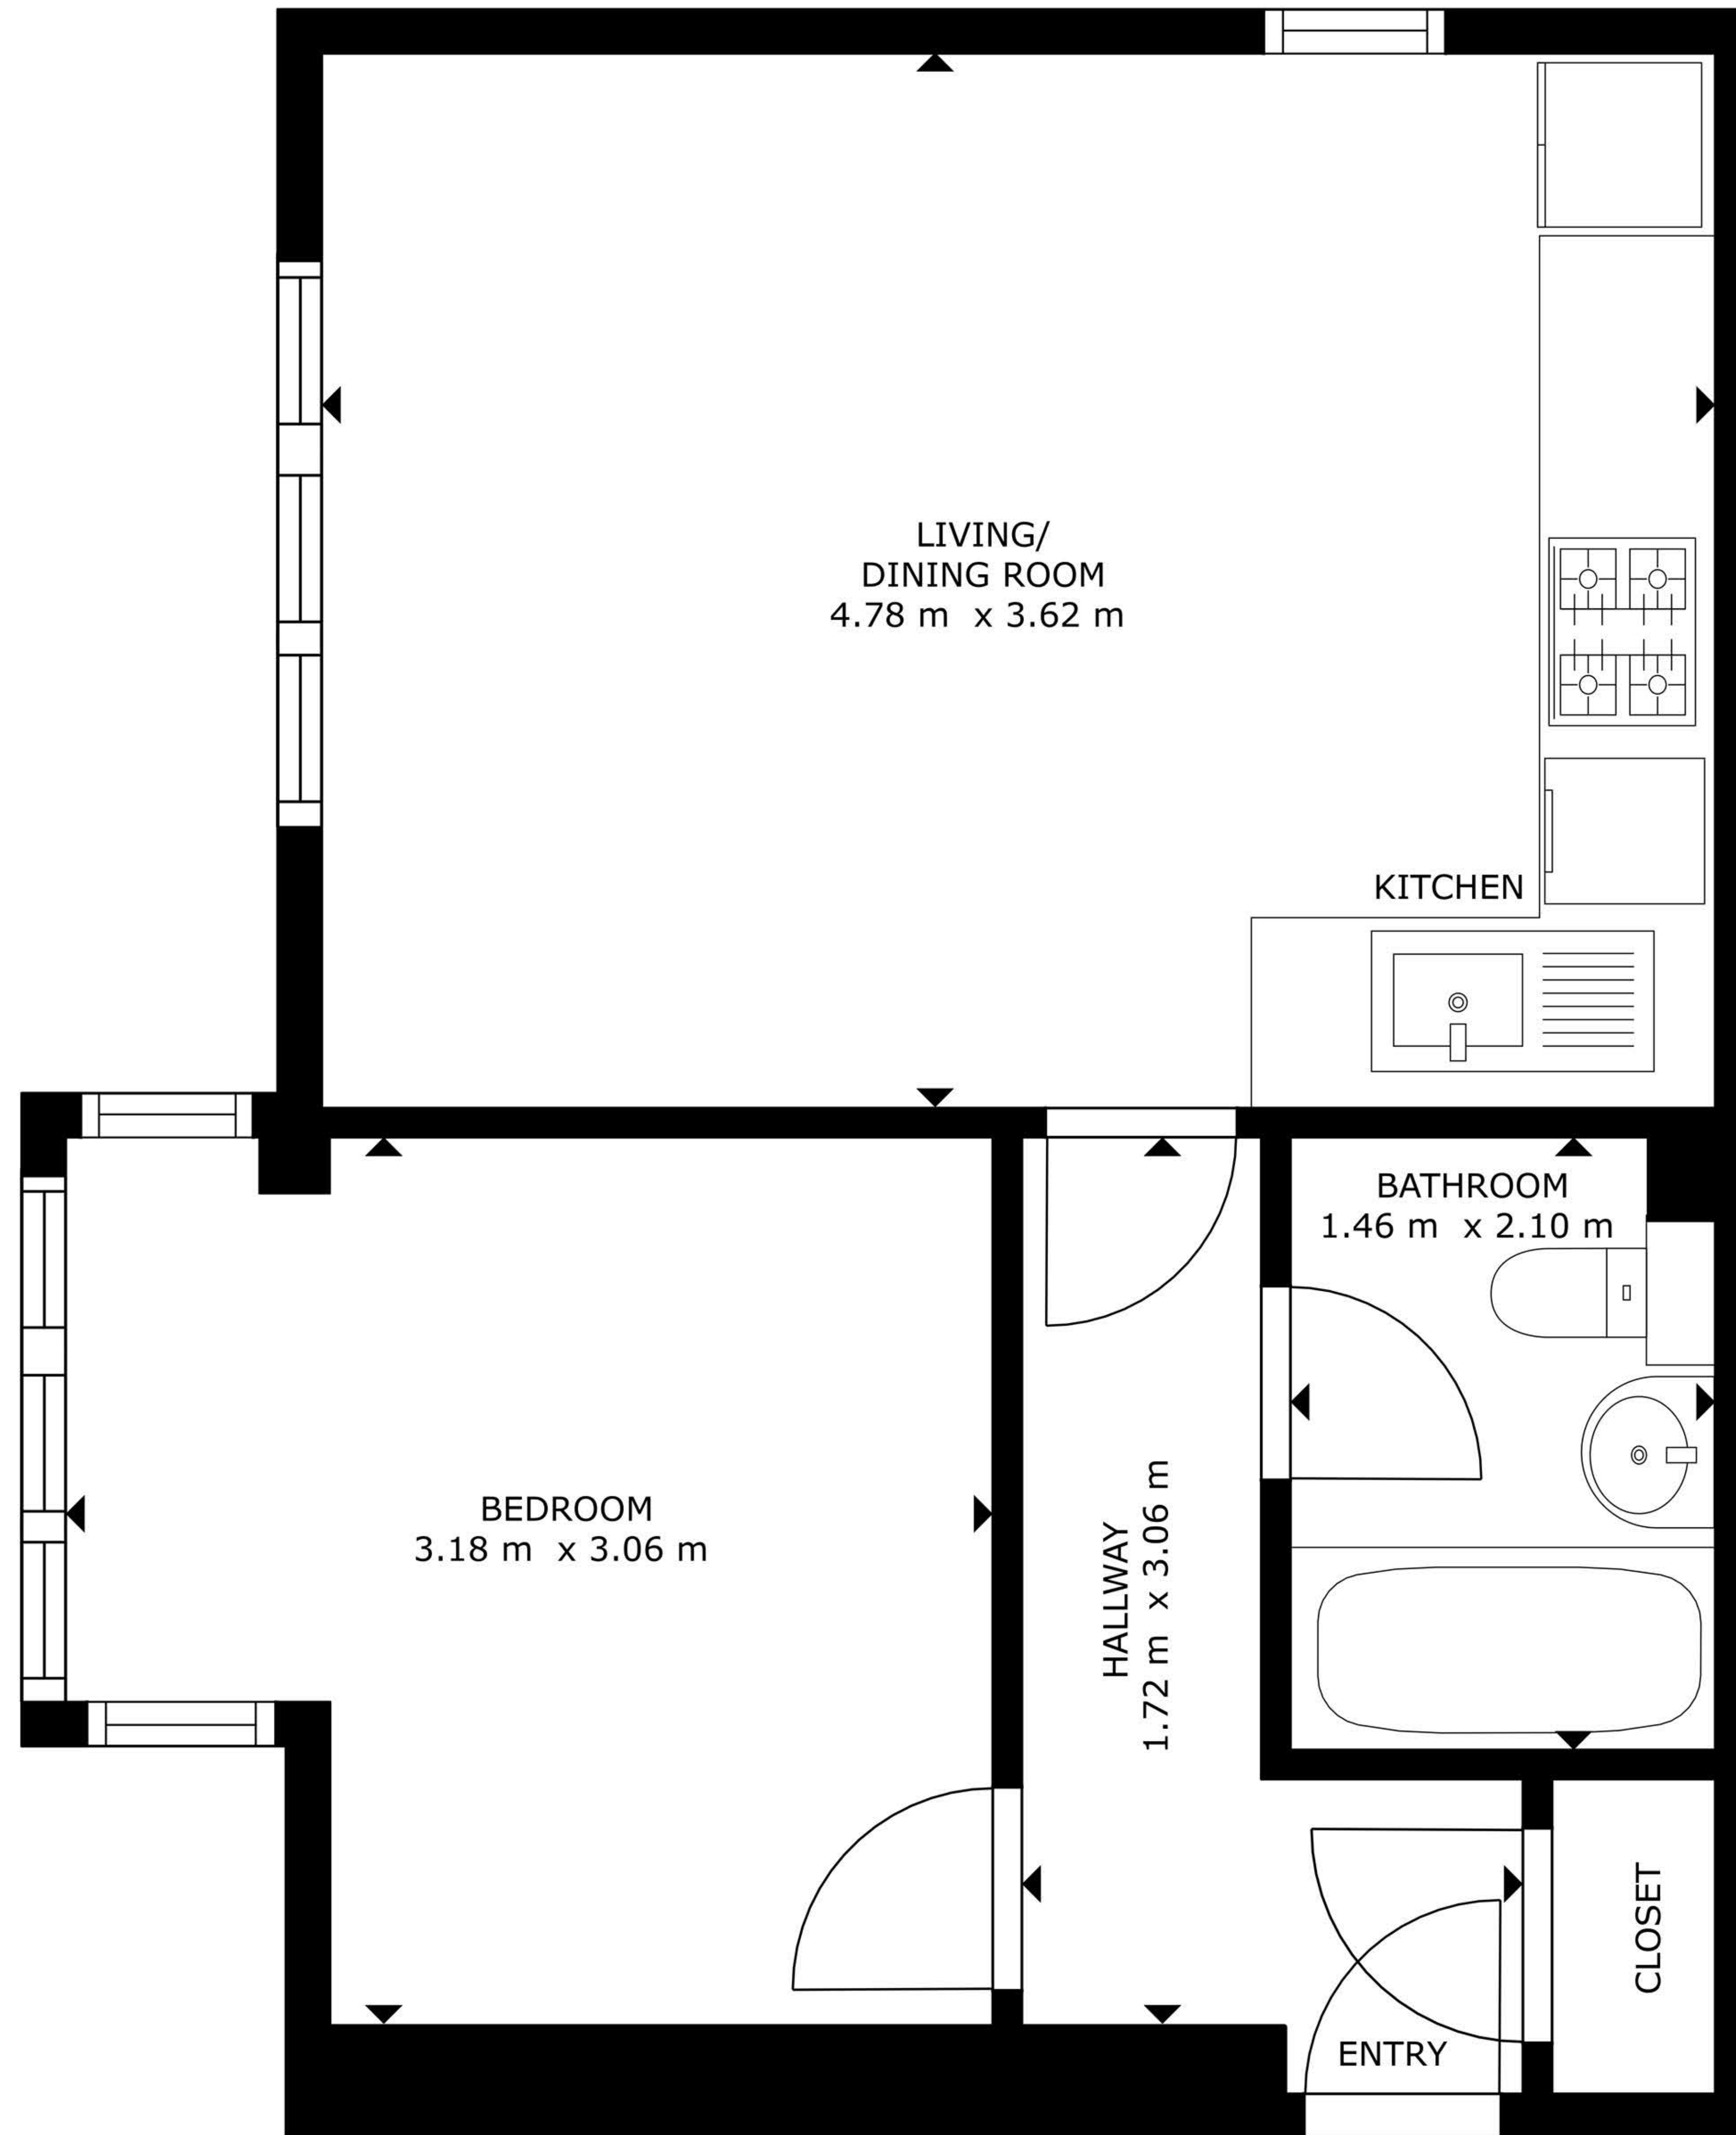 LIVING/
DINING ROOM
4.78 m x 3.62 m
KITCHEN
BATHROOM
1.46 m x 2.10 m
BEDROOM
3.18 m x 3.06 m
HALLWAY
1.72 m x 3.06 m
CLOSET
ENTRY